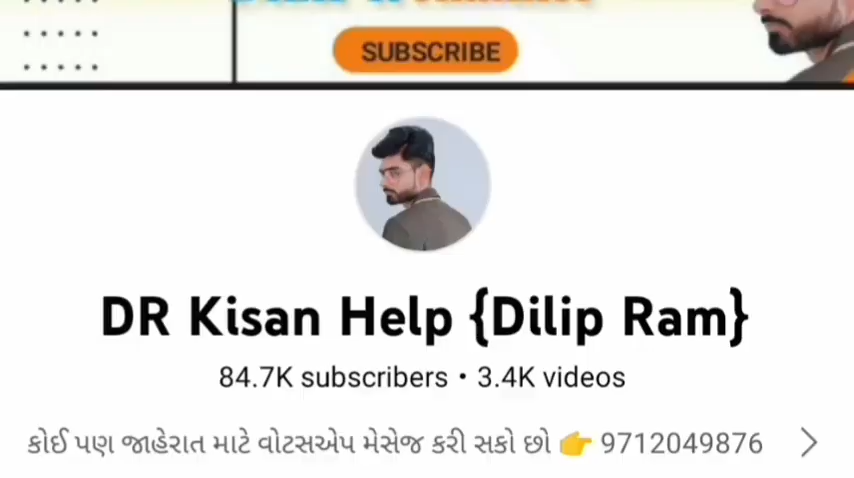 SUBSCRIBE
DR Kisan Help {Dilip Ram}
84.7K subscribers • 3.4K videos
કોઈ પણ જાહેરાત માટે વોટસએપ મેસેજ કરી સકો છો 👉 9712049876